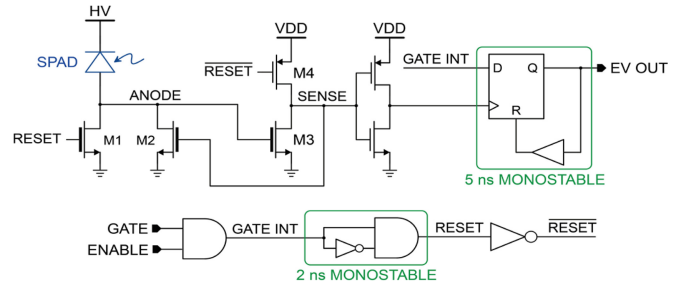 HV
VDD
VDD
SPAD
RESET
M4
GATE INT
D
Q
EV OUT
ANODE
SENSE
R
RESET
M1
M2
M3
5 ns MONOSTABLE
GATE
ENABLE
GATE INT
RESET
RESET
2 ns MONOSTABLE